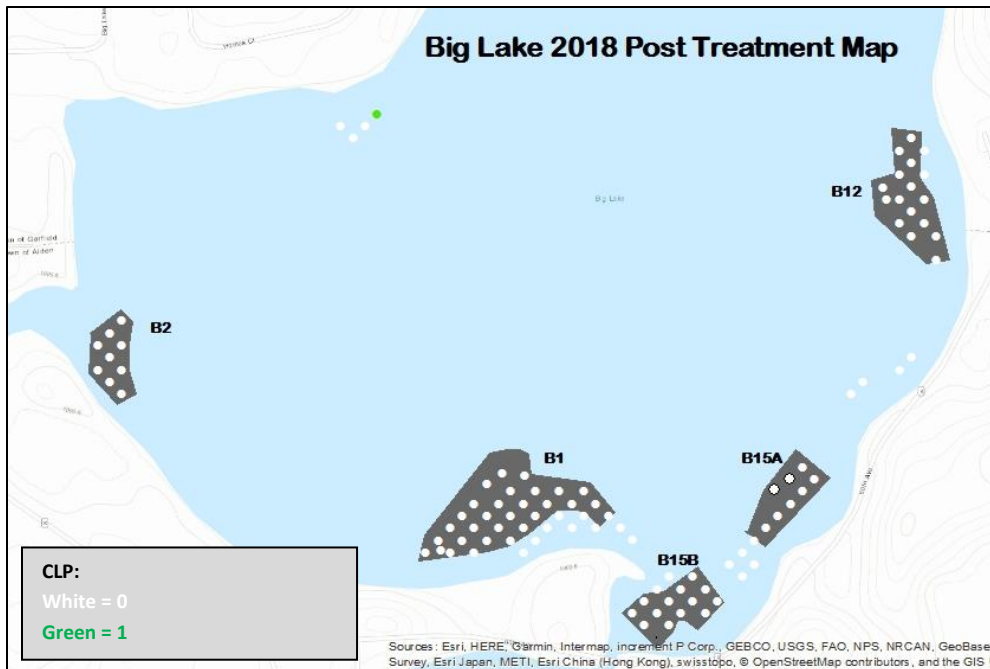 Big Lake 2018 Post Treatment Map
Big Lake
B12
B2
B1
B15A
B15B
CLP:
White = 0
Green = 1
Sources: Esri, HERE, Garmin, Intermap, increment P Corp., GEBCO, USGS, FAO, NPS, NRCAN, GeoBase
Survey, Esri Japan, METI, Esri China (Hong Kong), swisstopo, © OpenStreetMap contributors, and the GIS